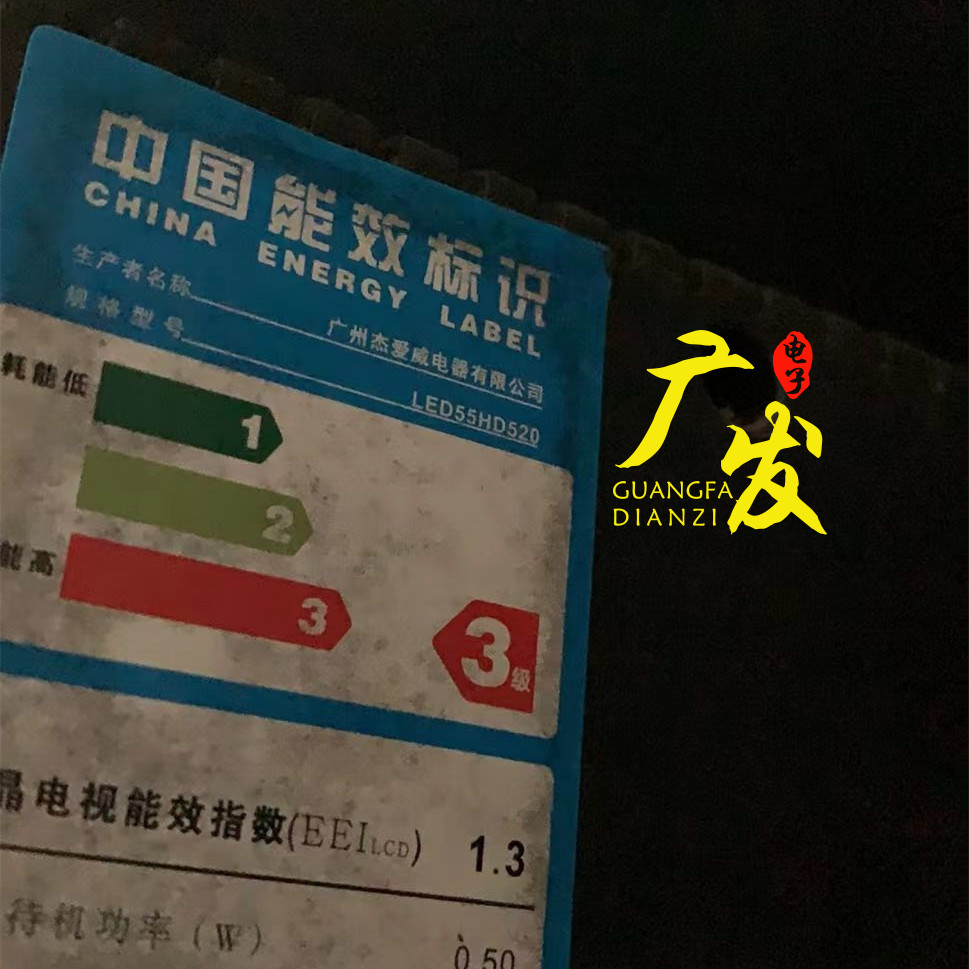 中国能效标识
CHINA ENERGY LABEL
生产者名称
广州杰爱威电器有限公司
规格型号
LED55HD520
耗能低
1
2
能高
3
3级
晶电视能效指数(EEILCD) 1.3
待机功率(W) 0.50
广发
电子
GUANGFA
DIANZI